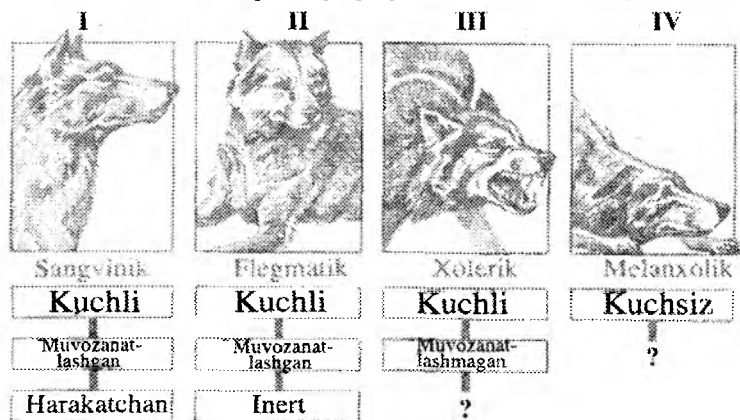 I II III IV
Sangvinik Flegmatik Xolerik Melanxolik
Kuchli Kuchli Kuchli Kuchsiz
Muvozanat- Muvozanat- Muvozanat- ?
lashgan lashgan lashmagan
Harakatchan Inert ?